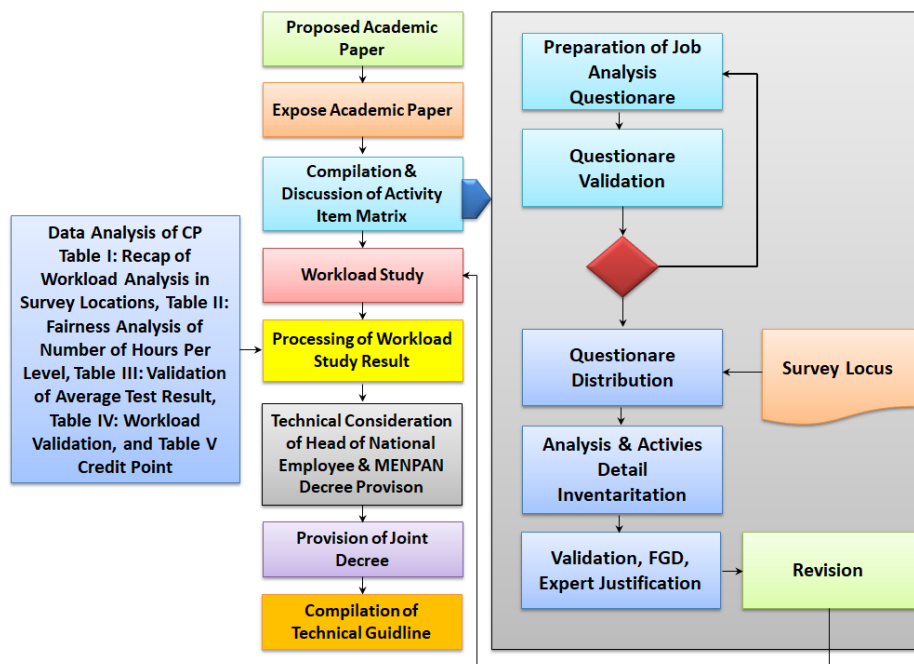 Proposed Academic
Paper
Expose Academic Paper
Compilation &
Discussion of Activity
Item Matrix
Workload Study
Processing of Workload
Study Result
Technical Consideration
of Head of National
Employee & MENPAN
Decree Provison
Provision of Joint
Decree
Compilation of
Technical Guidline
Data Analysis of CP
Table I: Recap of
Workload Analysis in
Survey Locations, Table II:
Fairness Analysis of
Number of Hours Per
Level, Table III: Validation
of Average Test Result,
Table IV: Workload
Validation, and Table V
Credit Point
Preparation of Job
Analysis
Questionare
Questionare
Validation
Questionare
Distribution
Survey Locus
Analysis & Activies
Detail
Inventaritation
Validation, FGD,
Expert Justification
Revision